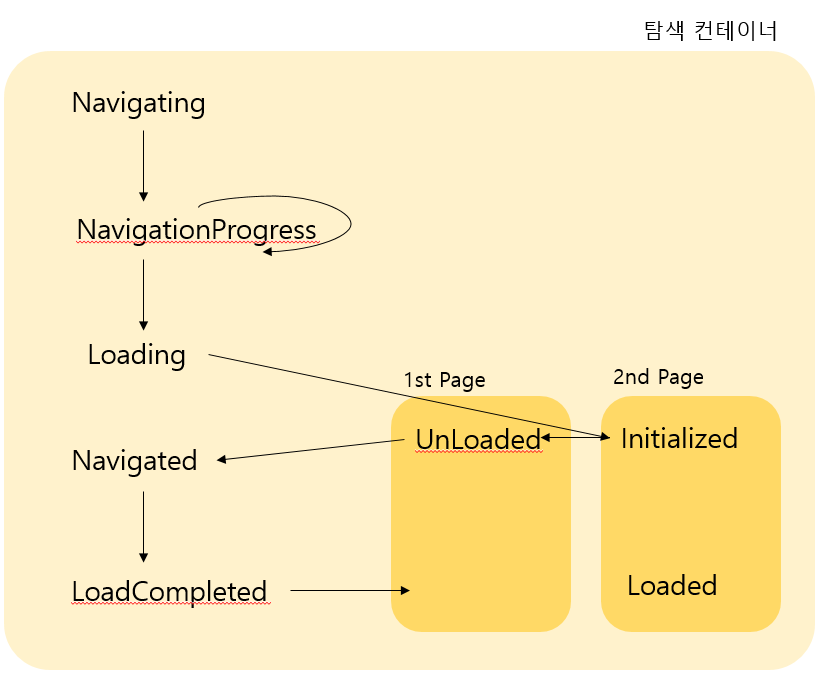 탐색 컨테이너
Navigating
NavigationProgress
Loading
1st Page
2nd Page
UnLoaded
Initialized
Navigated
LoadCompleted
Loaded